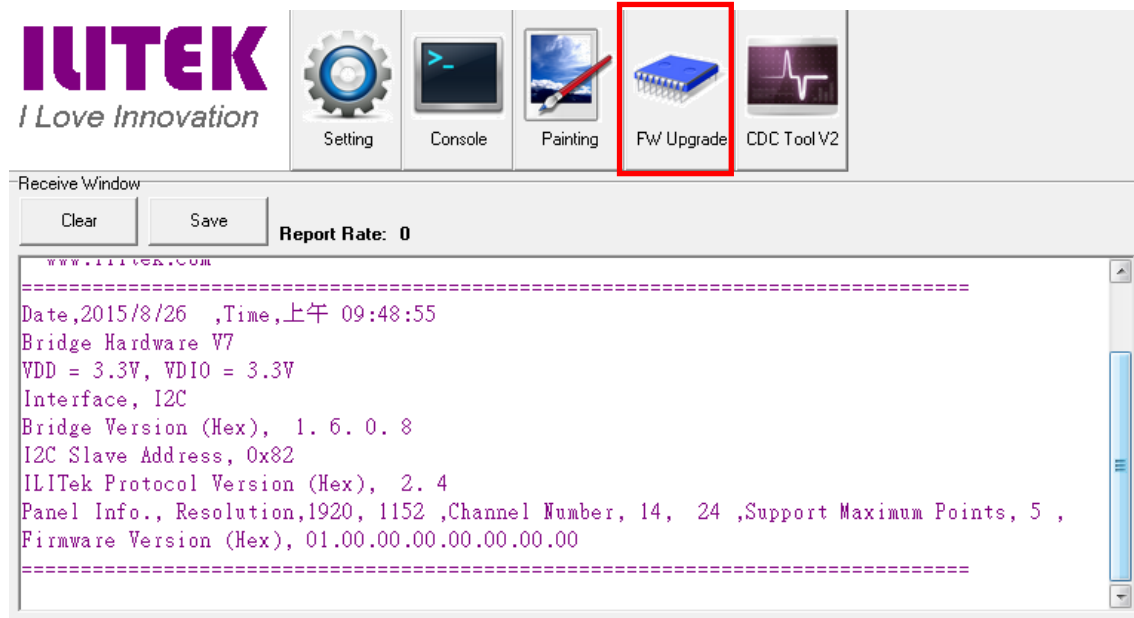 ILITEK
I Love Innovation
Setting
Console
Painting
FW Upgrade
CDC Tool V2
Receive Window
Clear
Save
Report Rate: 0
www.ilitek.com
================================================================================
Date,2015/8/26 ,Time,上午 09:48:55
Bridge Hardware V7
VDD = 3.3V, VDIO = 3.3V
Interface, I2C
Bridge Version (Hex), 1. 6. 0. 8
I2C Slave Address, 0x82
ILITek Protocol Version (Hex), 2. 4
Panel Info., Resolution,1920, 1152 ,Channel Number, 14, 24 ,Support Maximum Points, 5 ,
Firmware Version (Hex), 01.00.00.00.00.00.00.00
================================================================================